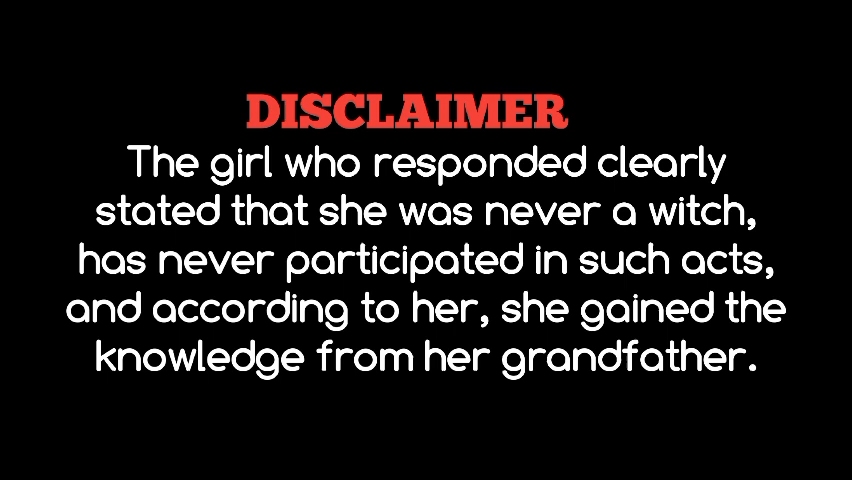 DISCLAIMER
The girl who responded clearly
stated that she was never a witch,
has never participated in such acts,
and according to her, she gained the
knowledge from her grandfather.